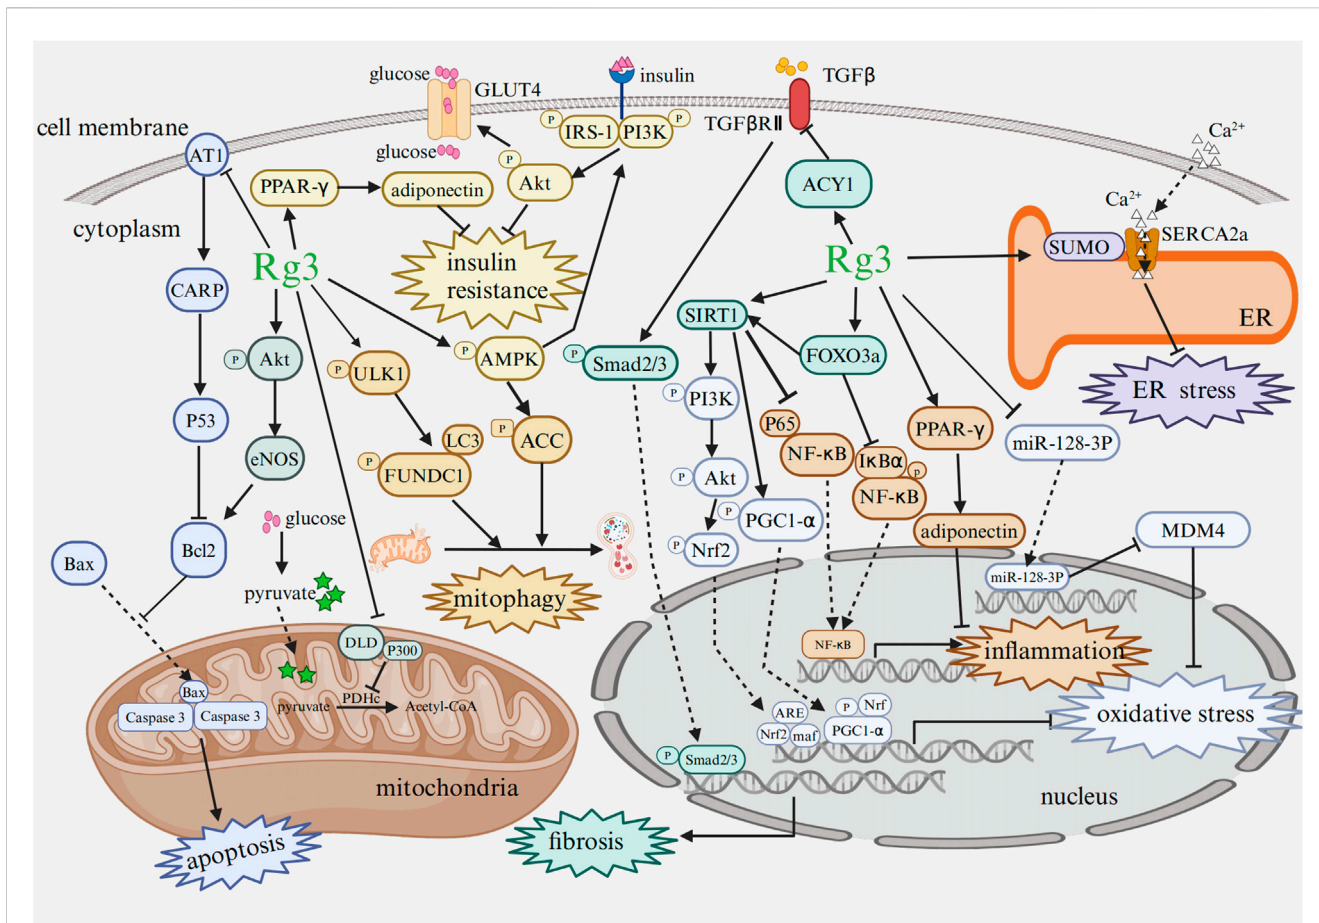 glucose
GLUT4
glucose
insulin
P
IRS-1
PI3K
P
TGFβ
TGFβRⅡ
cell membrane
AT1
PPAR-γ
adiponectin
P
Akt
ACY1
Ca²⁺
Ca²⁺
SERCA2a
SUMO
ER
ER stress
cytoplasm
Rg3
insulin
resistance
Rg3
CARP
P
Akt
P
ULK1
P
AMPK
SIRT1
FOXO3a
P
Smad2/3
P
PI3K
P53
eNOS
LC3
P
FUNDC1
P
ACC
P65
NF-κB
IκBα
p
NF-κB
PPAR-γ
miR-128-3P
P
Akt
P
PGC1-α
adiponectin
P
Nrf2
MDM4
Bax
Bcl2
glucose
pyruvate
mitophagy
miR-128-3P
DLD
P300
NF-κB
inflammation
Bax
Caspase 3
Caspase 3
PDHc
pyruvate
Acetyl-CoA
ARE
Nrf2
maf
P
Nrf
PGC1-α
oxidative stress
P
Smad2/3
mitochondria
nucleus
apoptosis
fibrosis